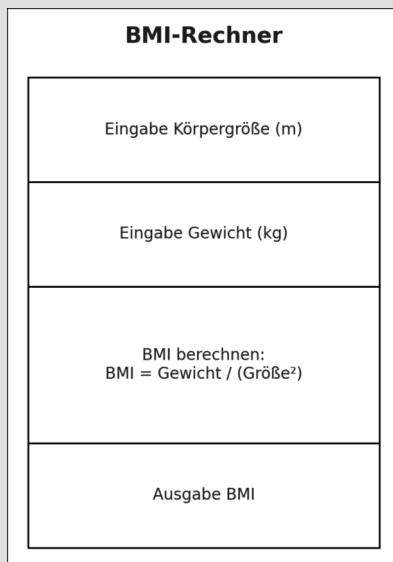 BMI-Rechner
Eingabe Körpergröße (m)
Eingabe Gewicht (kg)
BMI berechnen:
BMI = Gewicht / (Größe²)
Ausgabe BMI